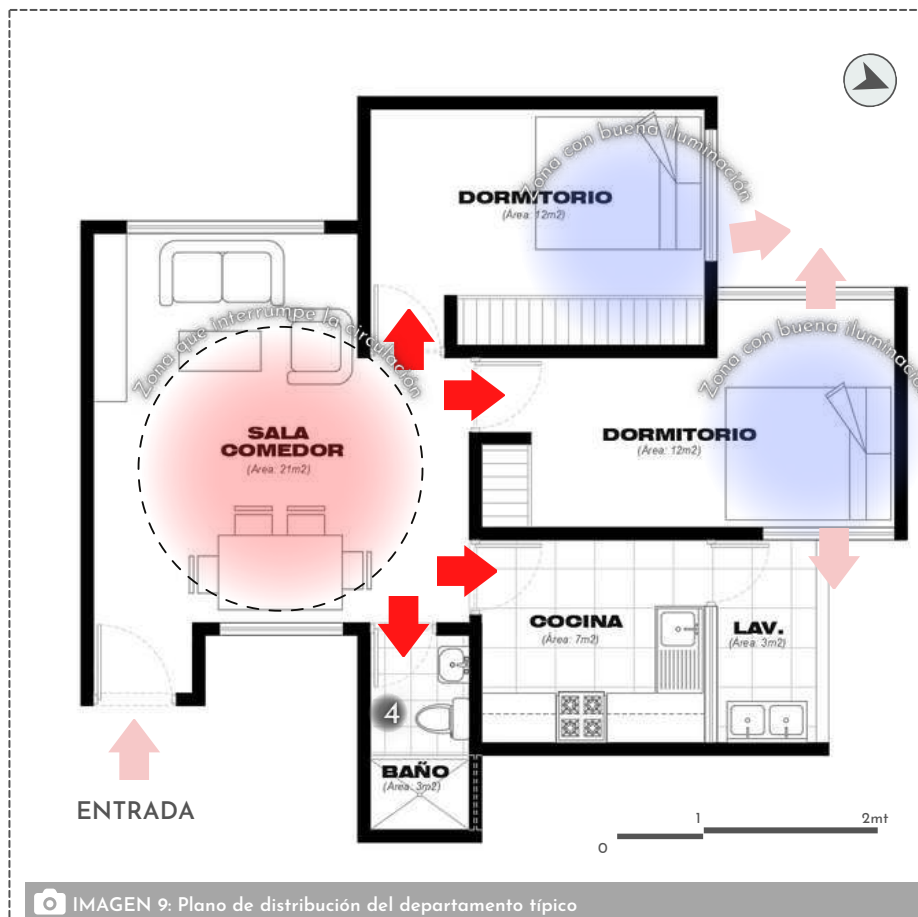 Zona con buena iluminación
DORMITORIO
(Área: 12m2)
Zona que interrumpe la circulación
Zona con buena iluminación
SALA
COMEDOR
(Área: 21m2)
DORMITORIO
(Área: 12m2)
COCINA
(Área: 7m2)
LAV.
(Área: 3m2)
4
BAÑO
(Área: 3m2)
ENTRADA
0
1
2mt
IMAGEN 9: Plano de distribución del departamento típico